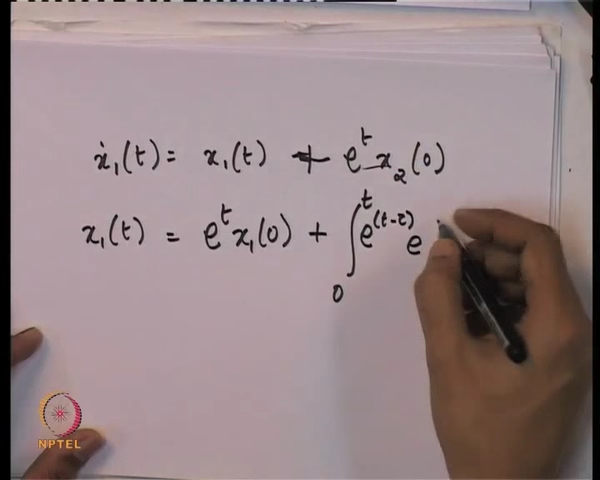 ẋ₁(t) = x₁(t) + eᵗ x₂(0)
x₁(t) = eᵗ x₁(0) + ∫₀ᵗ e^(t-τ) e
NPTEL